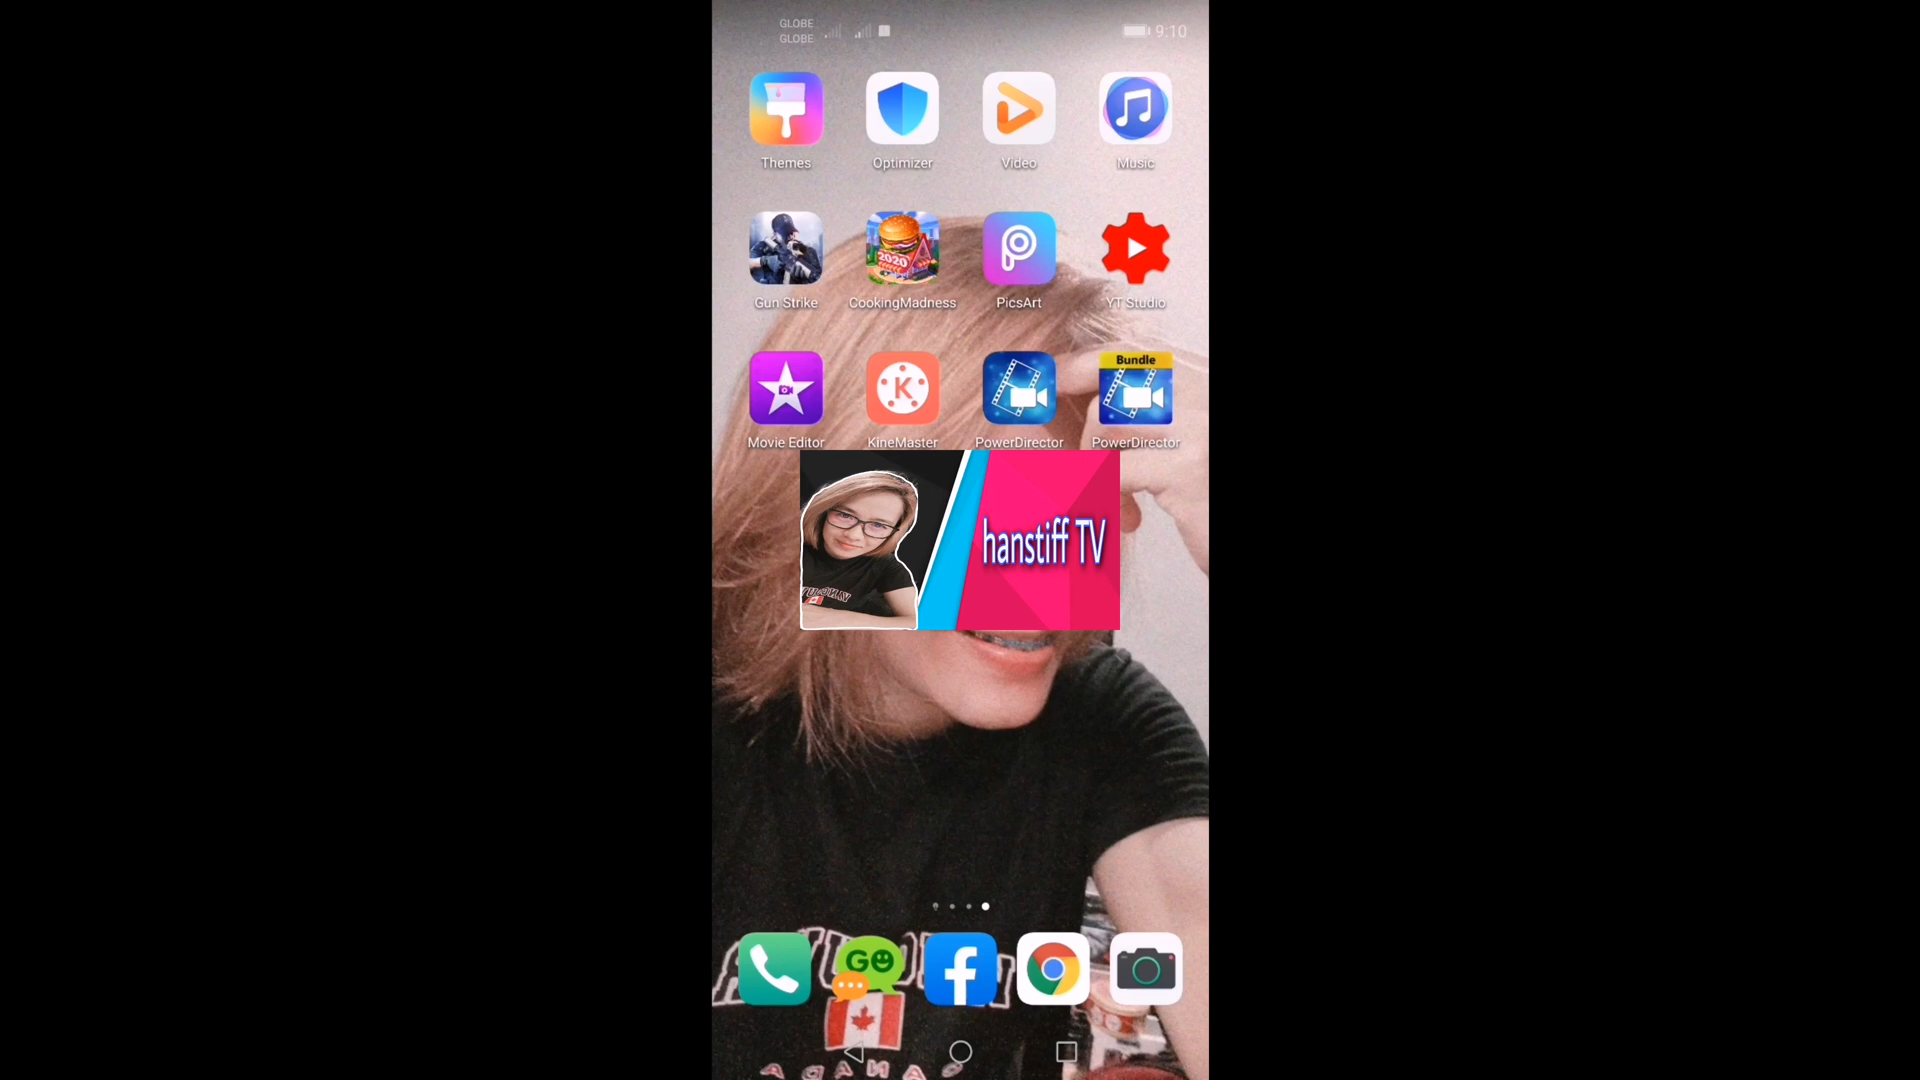 GLOBE
GLOBE
9:10
Themes
Optimizer
Video
Music
2020
Gun Strike
CookingMadness
PicsArt
YT Studio
K
Bundle
Movie Editor
KineMaster
PowerDirector
PowerDirector
hanstiff TV
GO
CANADA